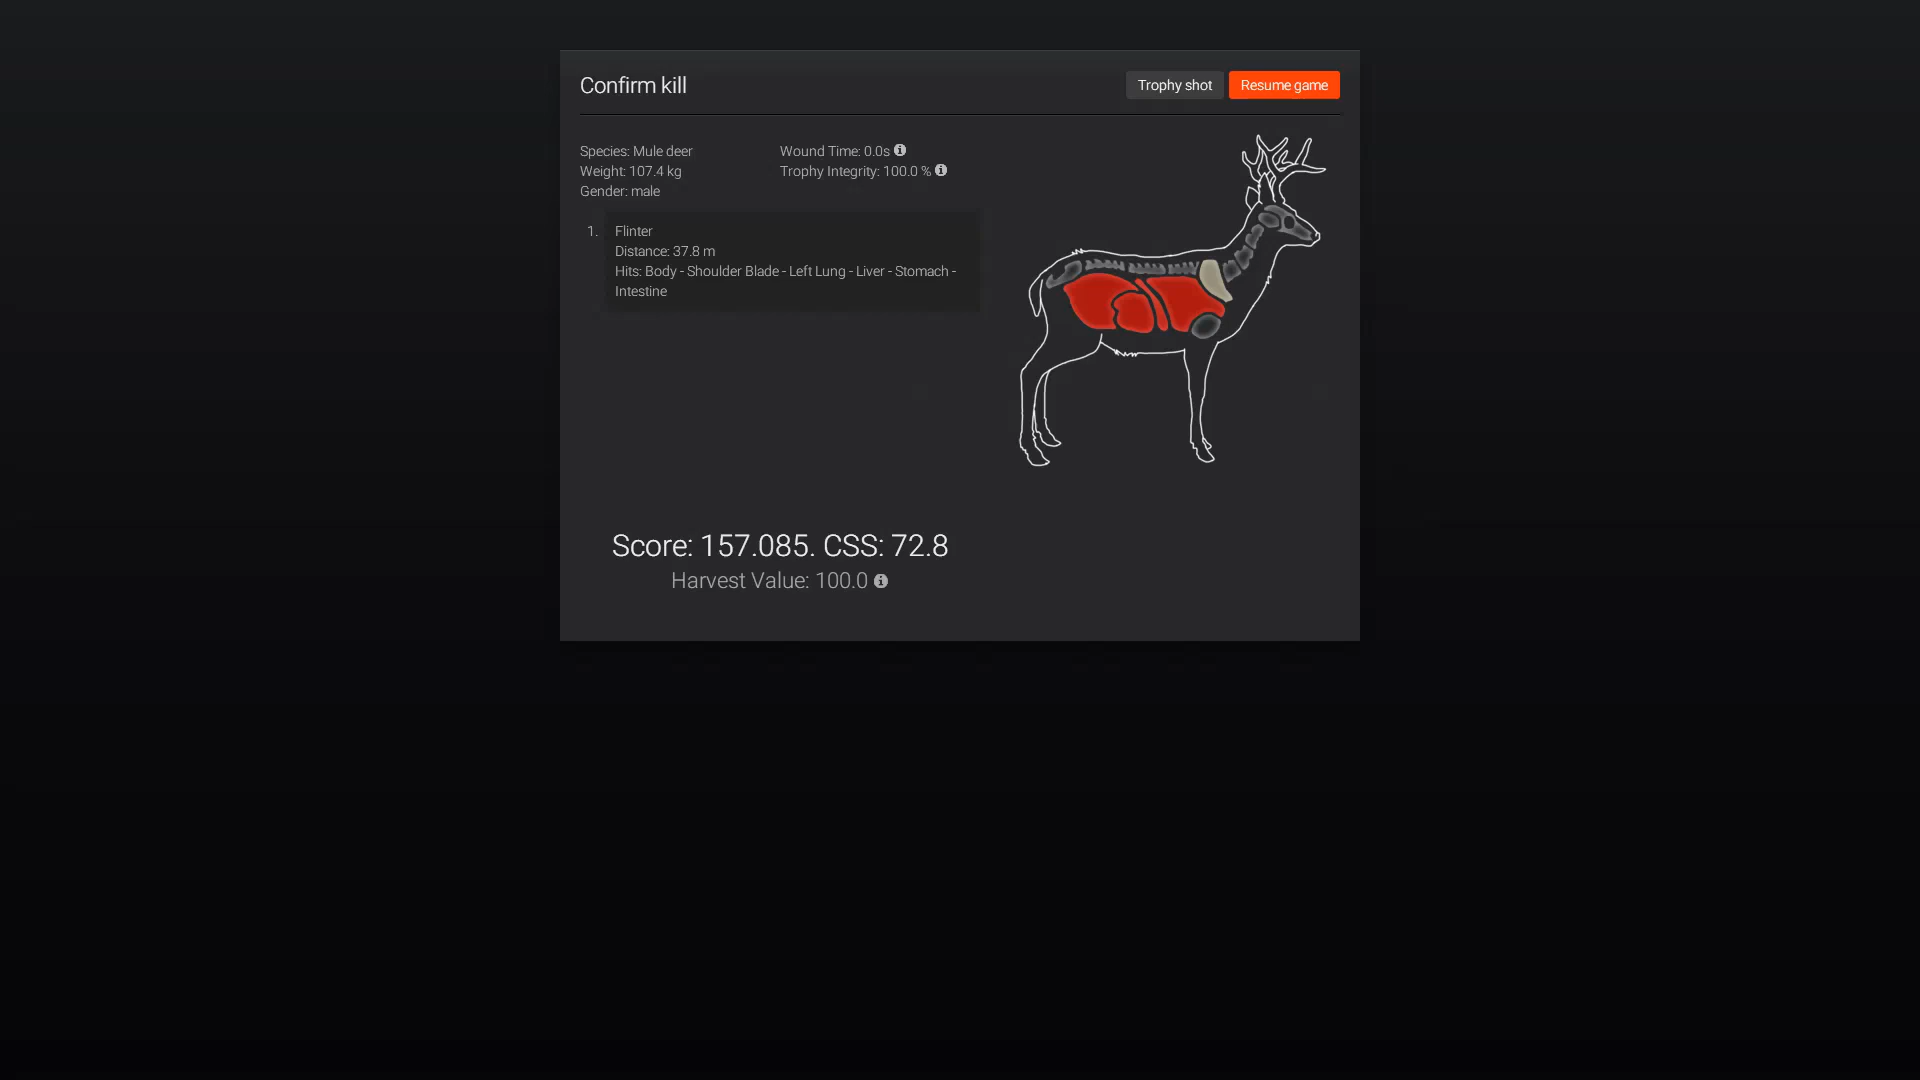 Confirm kill
Trophy shot
Resume game
Species: Mule deer
Weight: 107.4 kg
Gender: male
Wound Time: 0.0s
Trophy Integrity: 100.0 %
1.
Flinter
Distance: 37.8 m
Hits: Body - Shoulder Blade - Left Lung - Liver - Stomach -
Intestine
Score: 157.085. CSS: 72.8
Harvest Value: 100.0